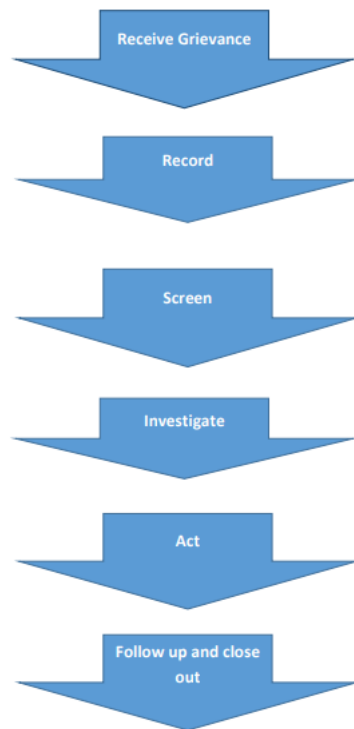 Receive Grievance
Record
Screen
Investigate
Act
Follow up and close
out